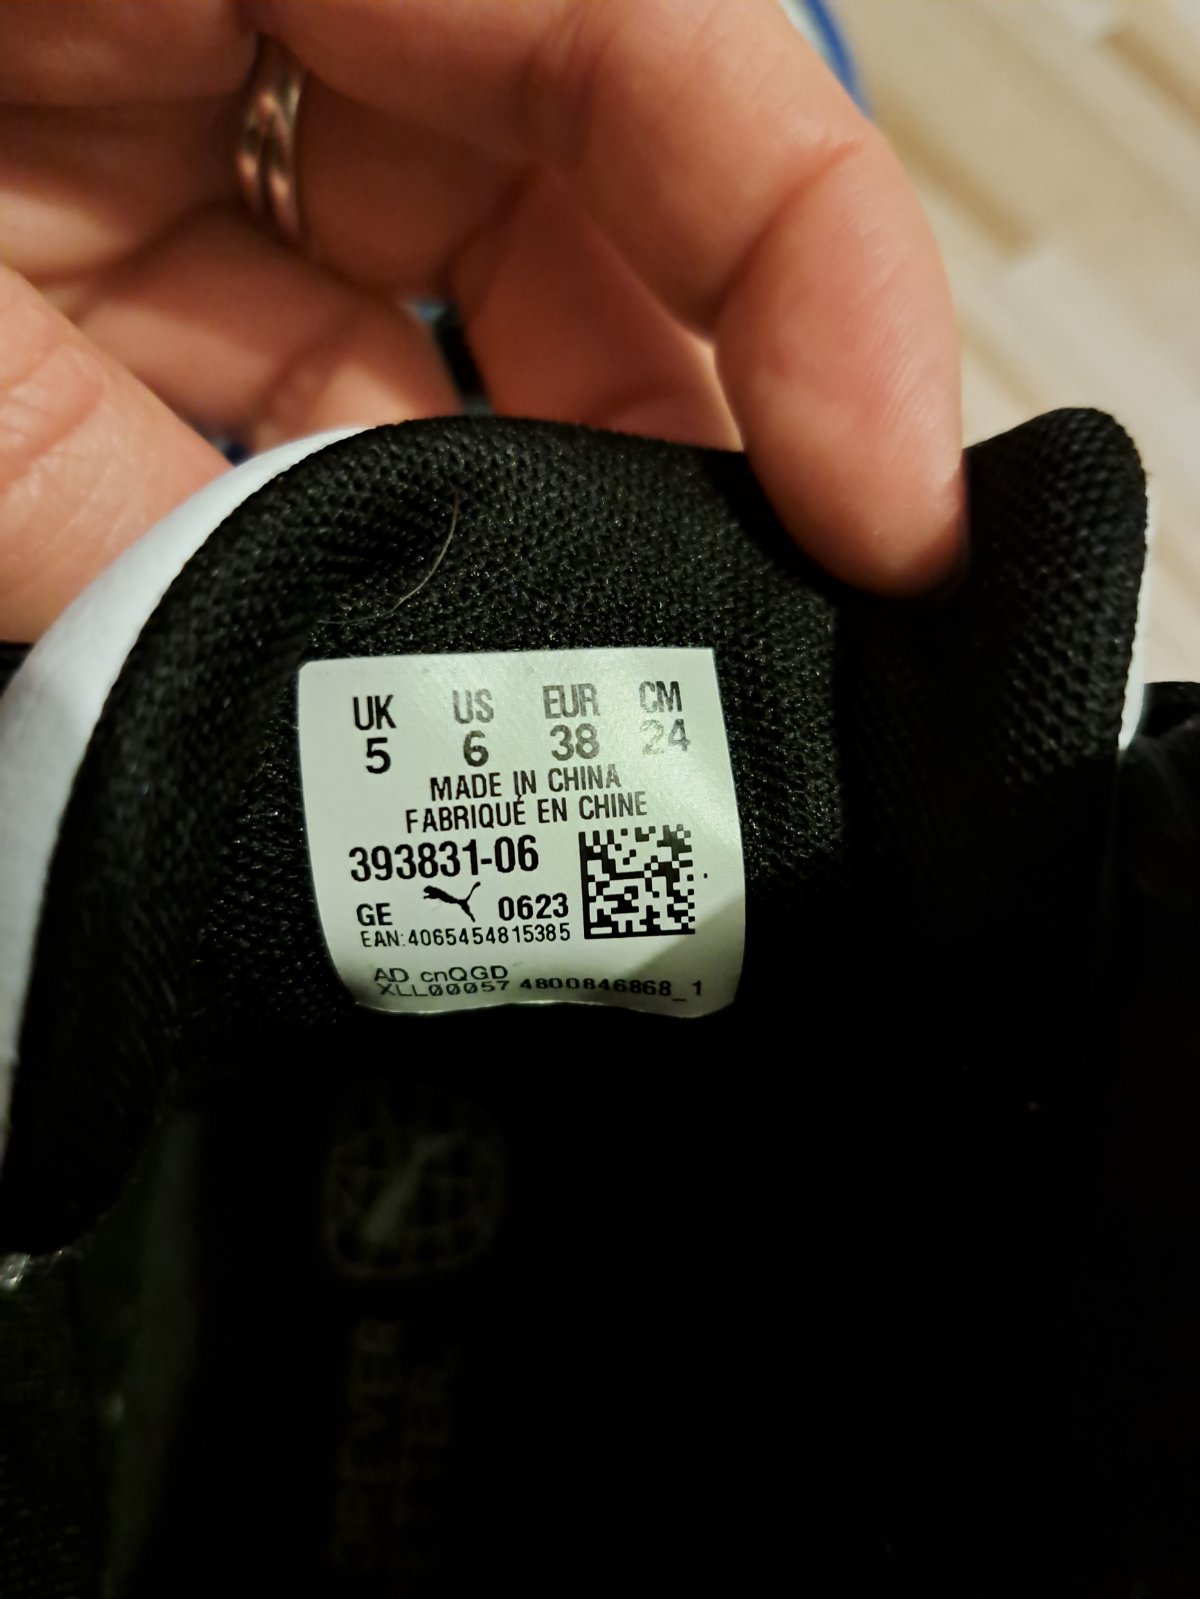 UK US EUR CM
5 6 38 24
MADE IN CHINA
FABRIQUÉ EN CHINE
393831-06
GE 0623
EAN:4065454815385
AD cnQGD
XLL00057 4800846868_1